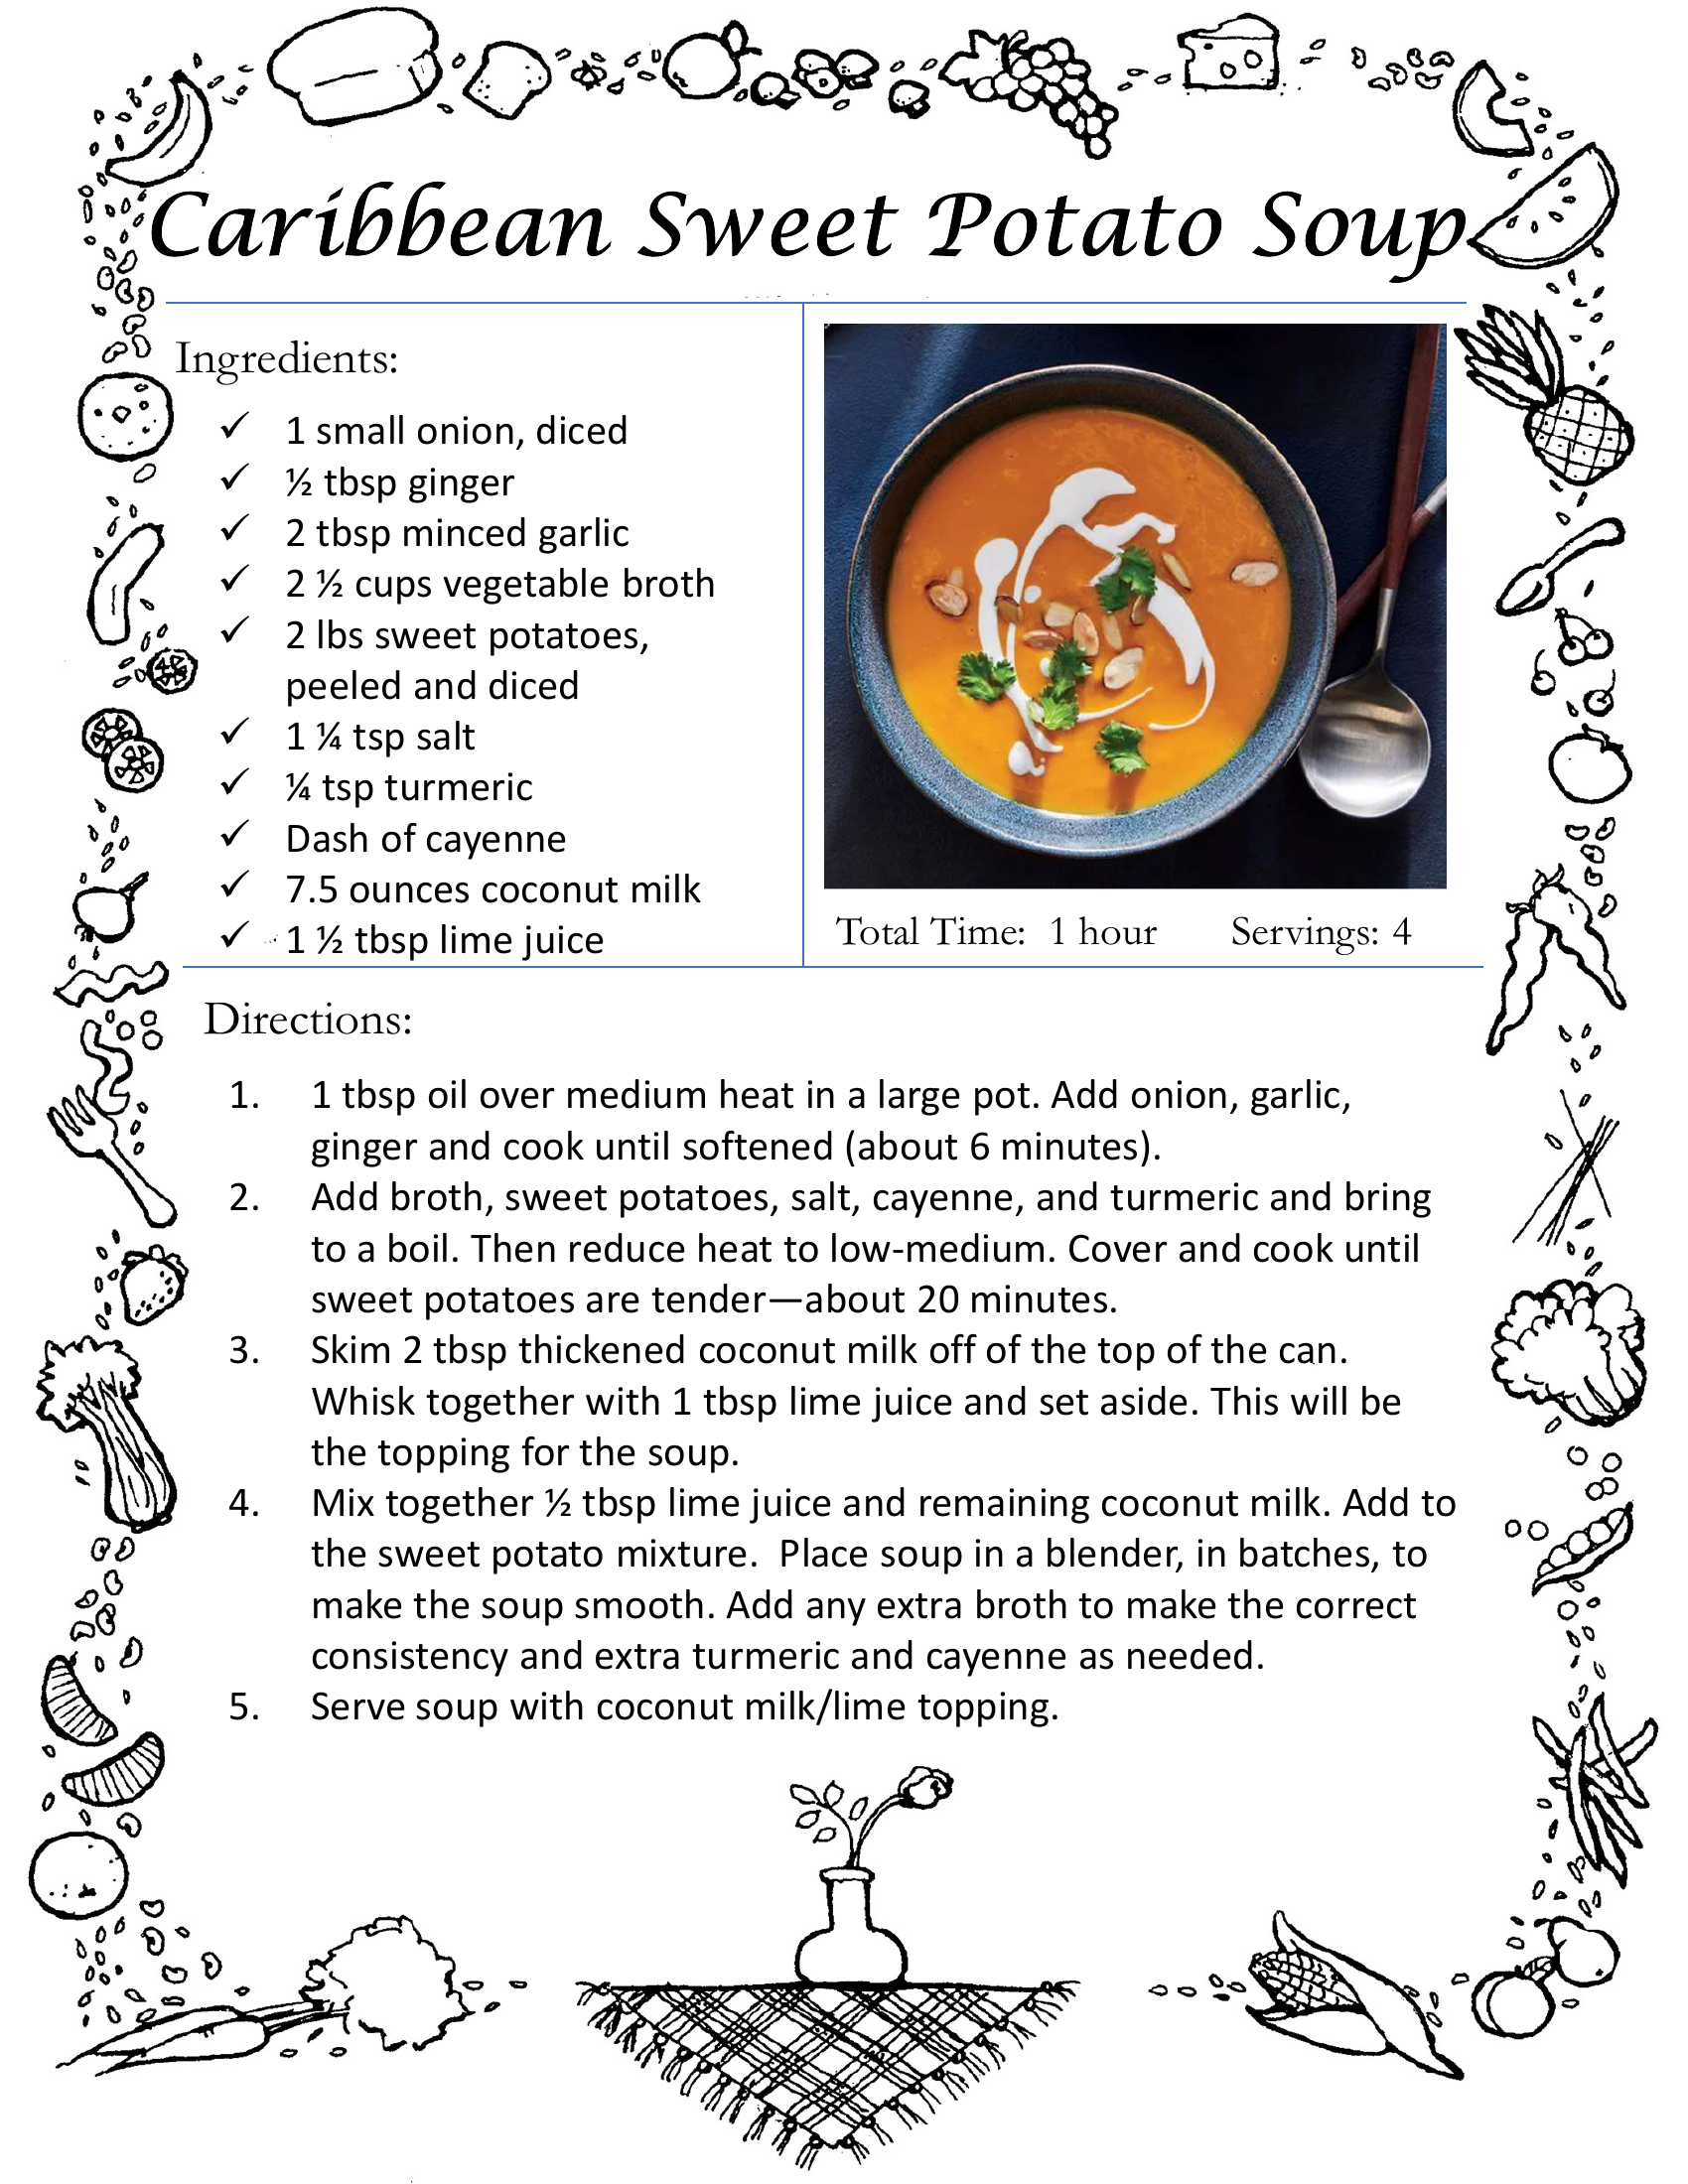 Caribbean Sweet Potato Soup
Ingredients:
✓ 1 small onion, diced
✓ ½ tbsp ginger
✓ 2 tbsp minced garlic
✓ 2 ½ cups vegetable broth
✓ 2 lbs sweet potatoes,
peeled and diced
✓ 1 ¼ tsp salt
✓ ¼ tsp turmeric
✓ Dash of cayenne
✓ 7.5 ounces coconut milk
✓ 1 ½ tbsp lime juice
Total Time: 1 hour Servings: 4
Directions:
1. 1 tbsp oil over medium heat in a large pot. Add onion, garlic,
ginger and cook until softened (about 6 minutes).
2. Add broth, sweet potatoes, salt, cayenne, and turmeric and bring
to a boil. Then reduce heat to low-medium. Cover and cook until
sweet potatoes are tender—about 20 minutes.
3. Skim 2 tbsp thickened coconut milk off of the top of the can.
Whisk together with 1 tbsp lime juice and set aside. This will be
the topping for the soup.
4. Mix together ½ tbsp lime juice and remaining coconut milk. Add to
the sweet potato mixture.  Place soup in a blender, in batches, to
make the soup smooth. Add any extra broth to make the correct
consistency and extra turmeric and cayenne as needed.
5. Serve soup with coconut milk/lime topping.